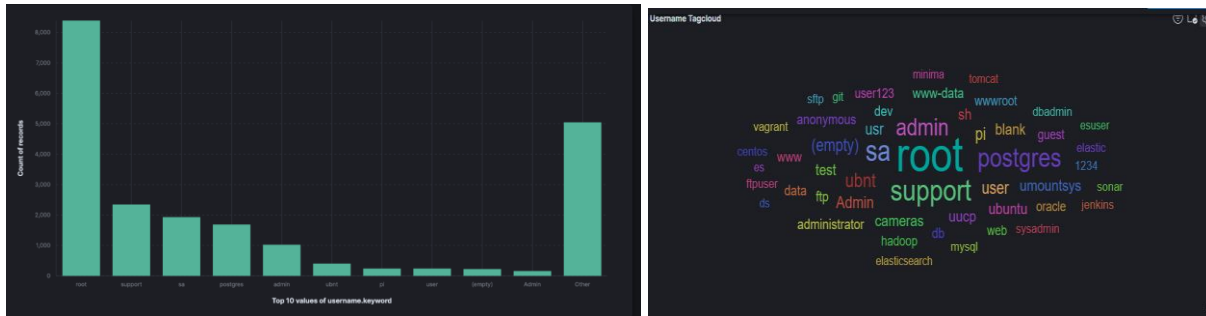 8,000
7,000
6,000
5,000
4,000
3,000
2,000
1,000
0
Count of records
root support sa postgres admin ubnt pi user (empty) Admin Other
Top 10 values of username.keyword
Username Tagcloud
minima tomcat
sftp git user123 www-data wwwroot
dev sh dbadmin
vagrant anonymous usr admin pi blank guest esuser
centos (empty) sa root postgres elastic
es www test 1234
ftpuser data ftp ubnt support user umountsys sonar
ds Admin ubuntu oracle jenkins
administrator cameras uucp web sysadmin
hadoop db mysql
elasticsearch